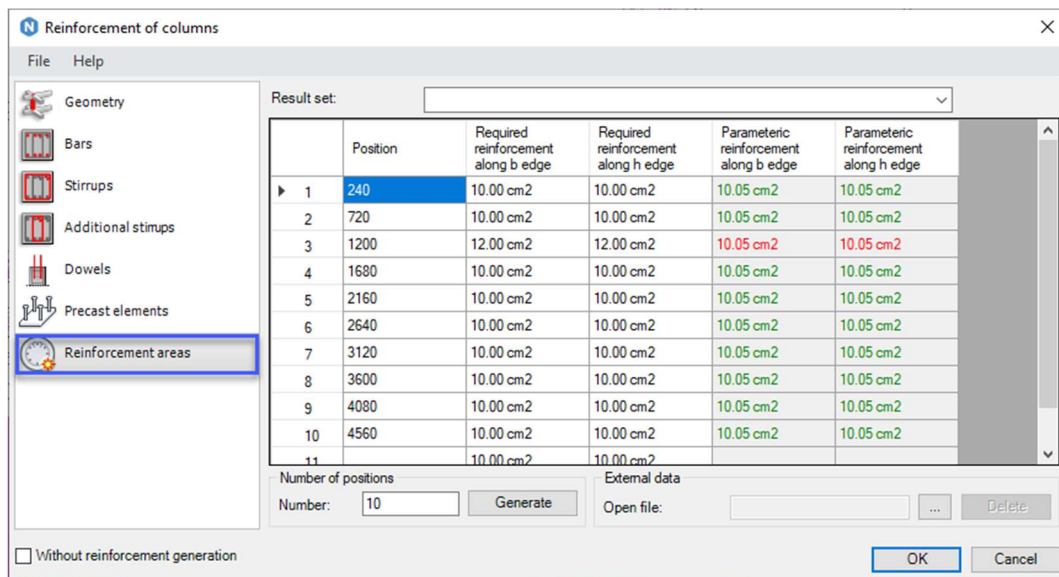 Reinforcement of columns
File Help
Geometry
Bars
Stirrups
Additional stirrups
Dowels
Precast elements
Reinforcement areas
Result set:
Position Required reinforcement along b edge Required reinforcement along h edge Parameteric reinforcement along b edge Parameteric reinforcement along h edge
1 240 10.00 cm2 10.00 cm2 10.05 cm2 10.05 cm2
2 720 10.00 cm2 10.00 cm2 10.05 cm2 10.05 cm2
3 1200 12.00 cm2 12.00 cm2 10.05 cm2 10.05 cm2
4 1680 10.00 cm2 10.00 cm2 10.05 cm2 10.05 cm2
5 2160 10.00 cm2 10.00 cm2 10.05 cm2 10.05 cm2
6 2640 10.00 cm2 10.00 cm2 10.05 cm2 10.05 cm2
7 3120 10.00 cm2 10.00 cm2 10.05 cm2 10.05 cm2
8 3600 10.00 cm2 10.00 cm2 10.05 cm2 10.05 cm2
9 4080 10.00 cm2 10.00 cm2 10.05 cm2 10.05 cm2
10 4560 10.00 cm2 10.00 cm2 10.05 cm2 10.05 cm2
11 10.00 cm2 10.00 cm2
Number of positions
Number: 10 Generate
External data
Open file: ... Delete
Without reinforcement generation
OK Cancel